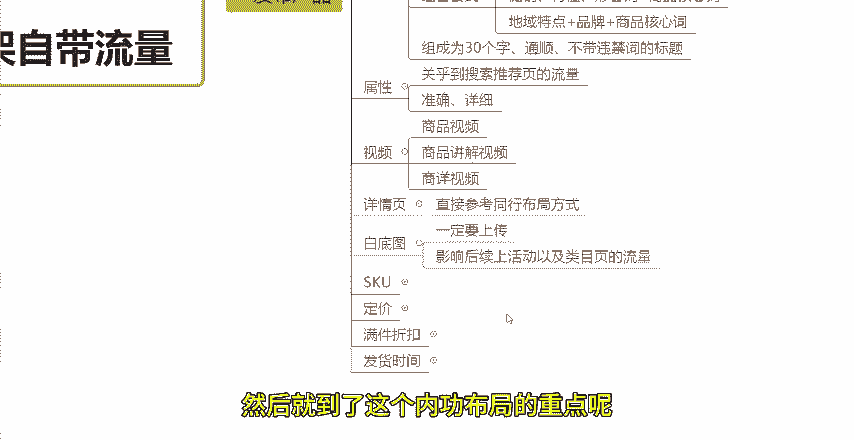 架自带流量
地域特点+品牌+商品核心词
组成为30个字、通顺、不带违禁词的标题
属性
关乎到搜索推荐页的流量
准确、详细
视频
商品视频
商品讲解视频
商详视频
详情页
直接参考同行布局方式
白底图
一定要上传
影响后续上活动以及类目页的流量
SKU
定价
满件折扣
发货时间
然后就到了这个内功布局的重点呢